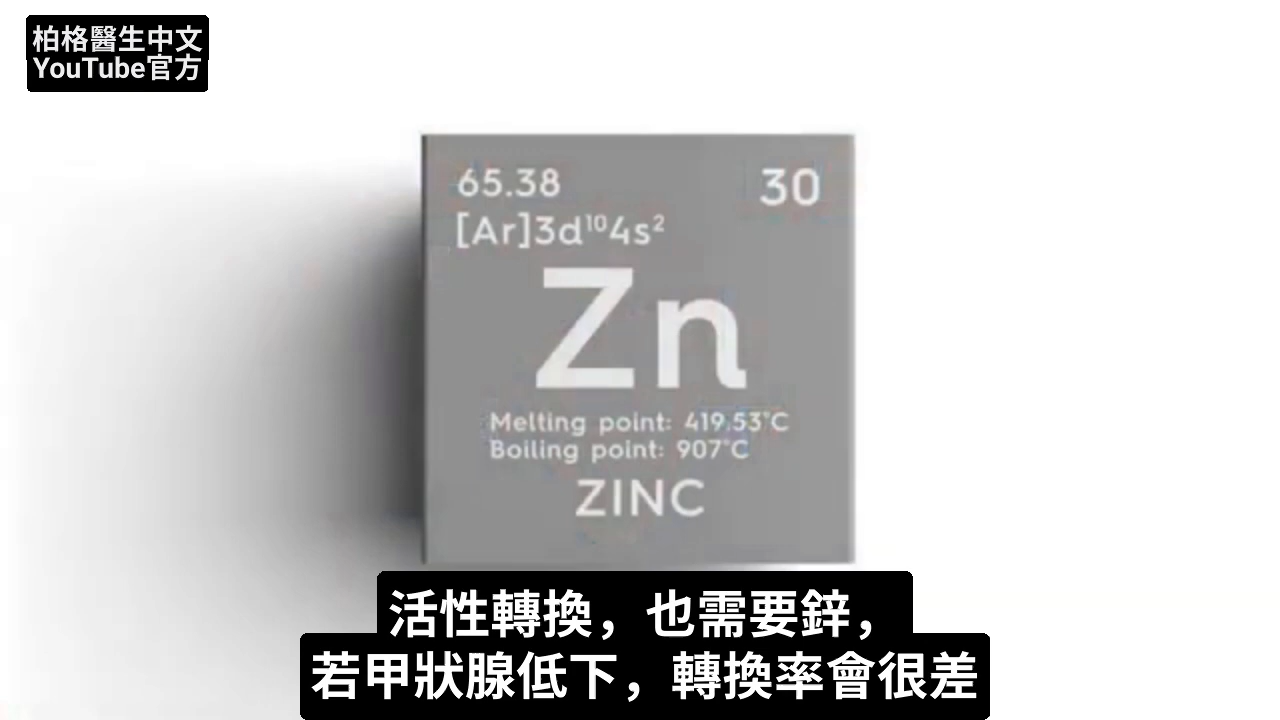 柏格醫生中文
YouTube官方
65.38
30
[Ar]3d¹⁰4s²
Zn
Melting point: 419.53°C
Boiling point: 907°C
ZINC
活性轉換，也需要鋅，
若甲狀腺低下，轉換率會很差